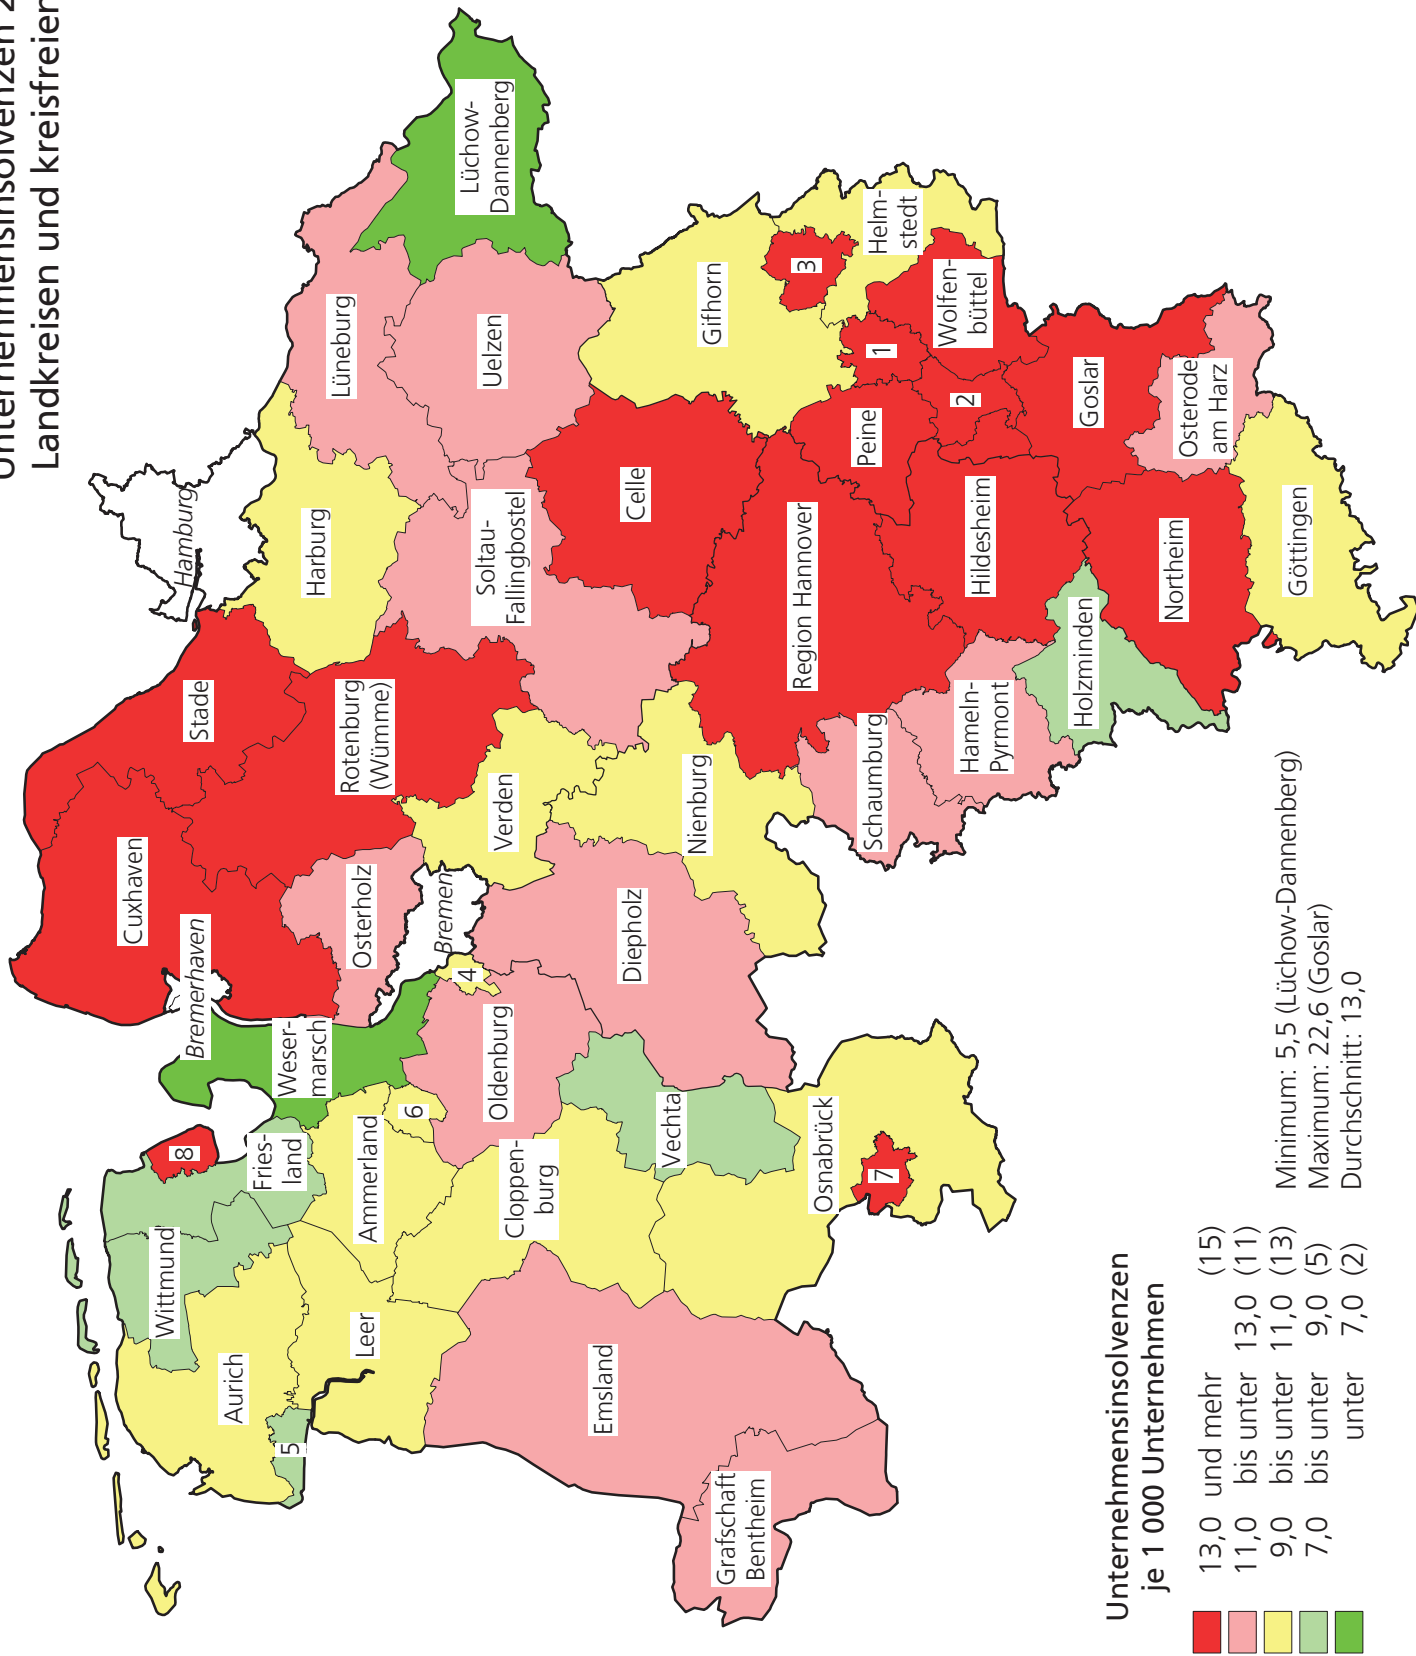 Unternehmensinsolvenzen
Landkreisen und kreisfreien
Hamburg
Bremerhaven
Bremen
Cuxhaven
Stade
Rotenburg
(Wümme)
Osterholz
Harburg
Lüneburg
Lüchow-
Dannenberg
Uelzen
Soltau-
Fallingbostel
Celle
Gifhorn
Verden
Nienburg
Diepholz
Weser-
marsch
Fries-
land
Wittmund
Aurich
Leer
Ammerland
Oldenburg
Cloppen-
burg
Vechta
Emsland
Grafschaft
Bentheim
Osnabrück
Region Hannover
Schaumburg
Hameln-
Pyrmont
Hildesheim
Holzminden
Peine
Helm-
stedt
Wolfen-
büttel
Goslar
Osterode
am Harz
Northeim
Göttingen
1
2
3
4
5
6
7
8
Unternehmensinsolvenzen
je 1 000 Unternehmen
13,0 und mehr (15)
11,0 bis unter 13,0 (11)
9,0 bis unter 11,0 (13)
7,0 bis unter 9,0 (5)
unter 7,0 (2)
Minimum: 5,5 (Lüchow-Dannenberg)
Maximum: 22,6 (Goslar)
Durchschnitt: 13,0